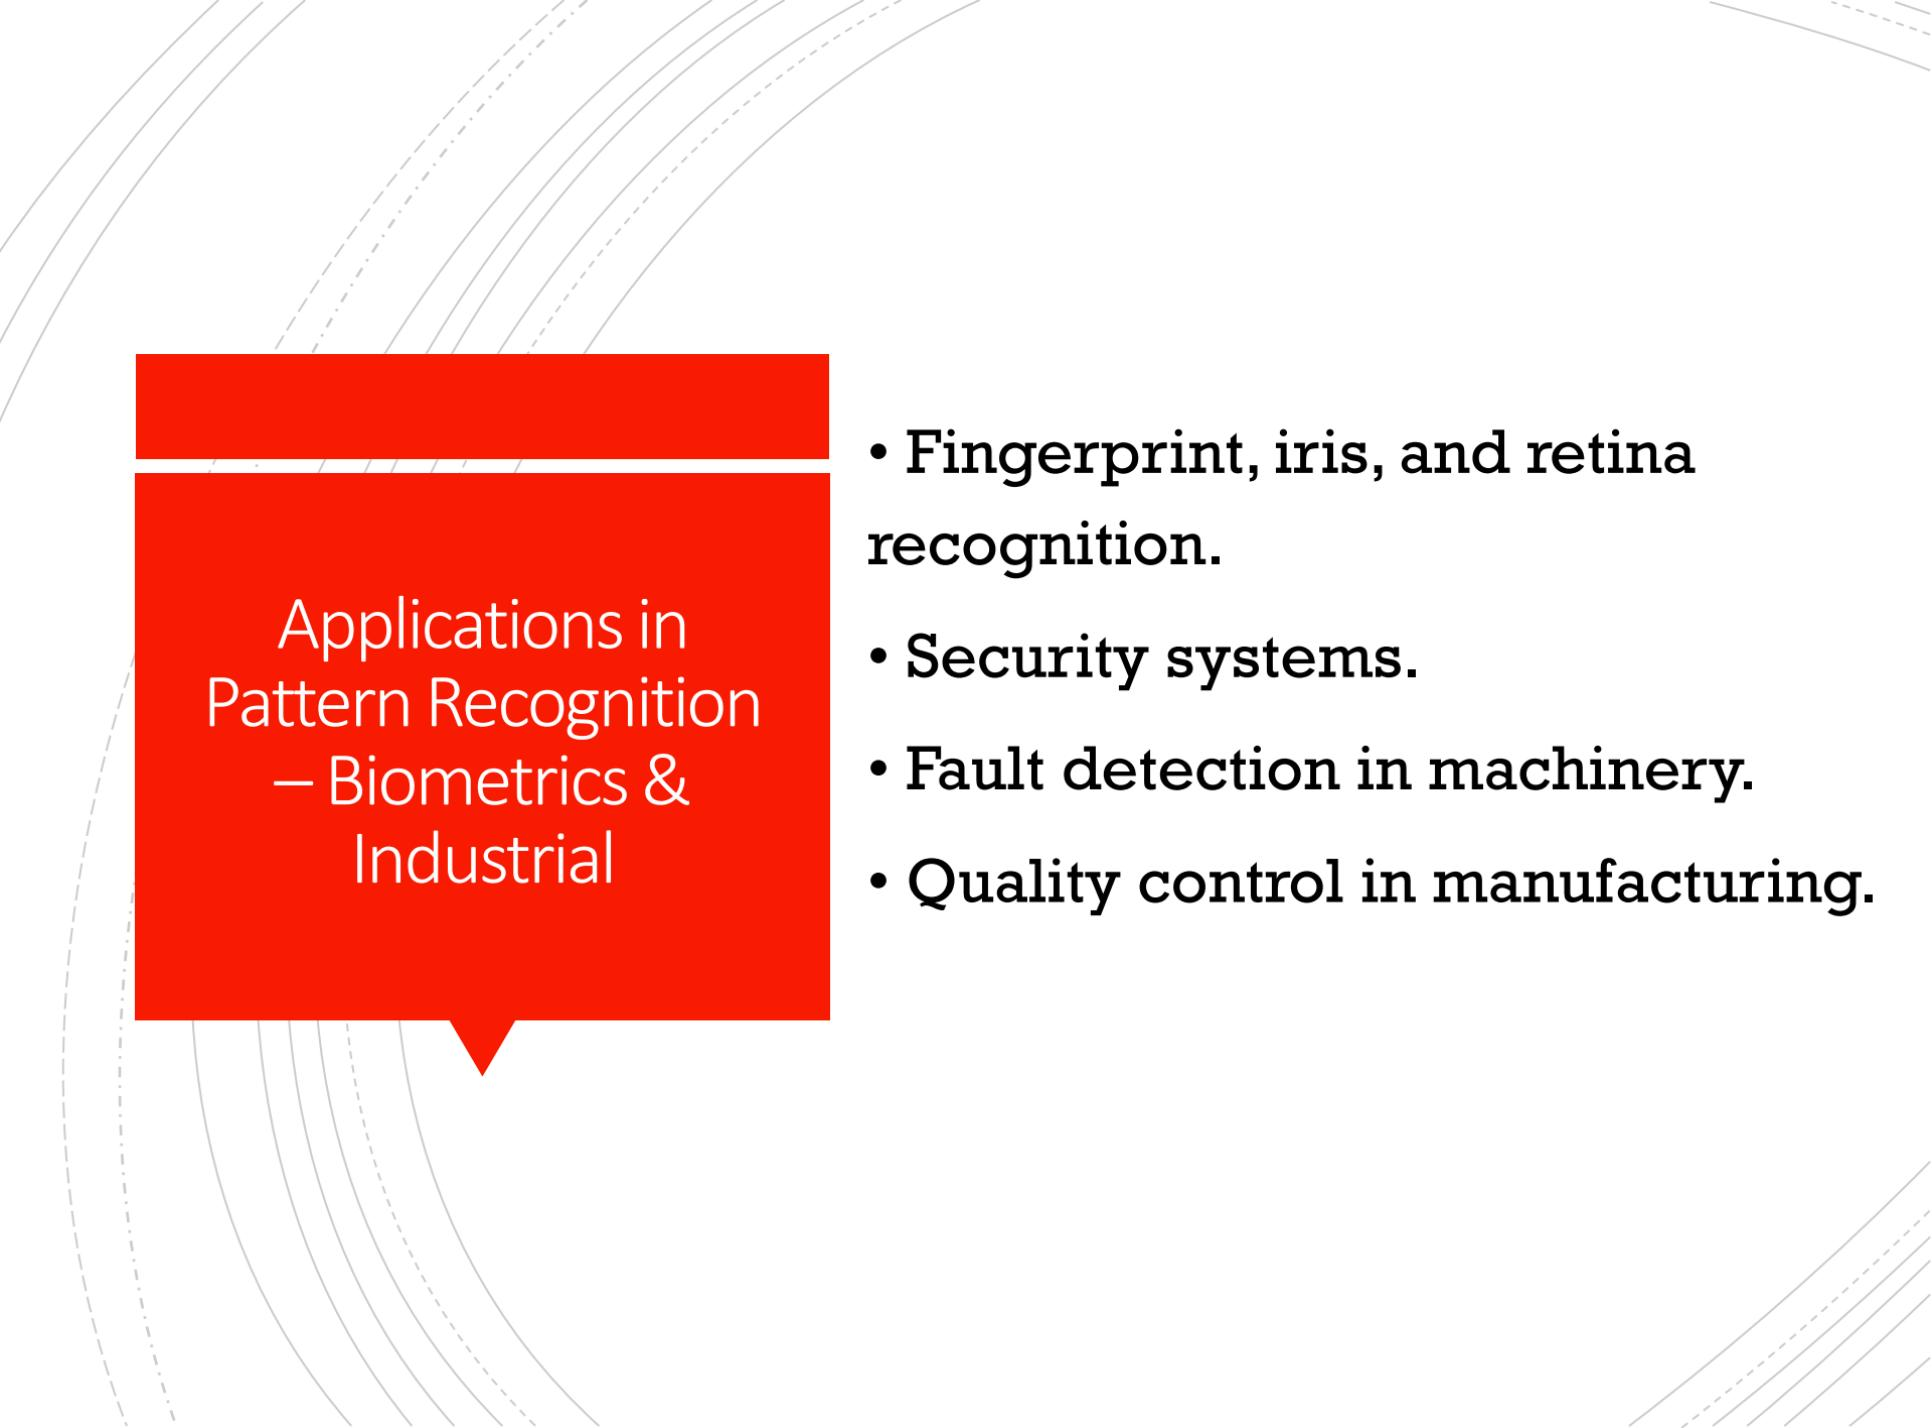 Applications in
Pattern Recognition
– Biometrics &
Industrial
• Fingerprint, iris, and retina
recognition.
• Security systems.
• Fault detection in machinery.
• Quality control in manufacturing.